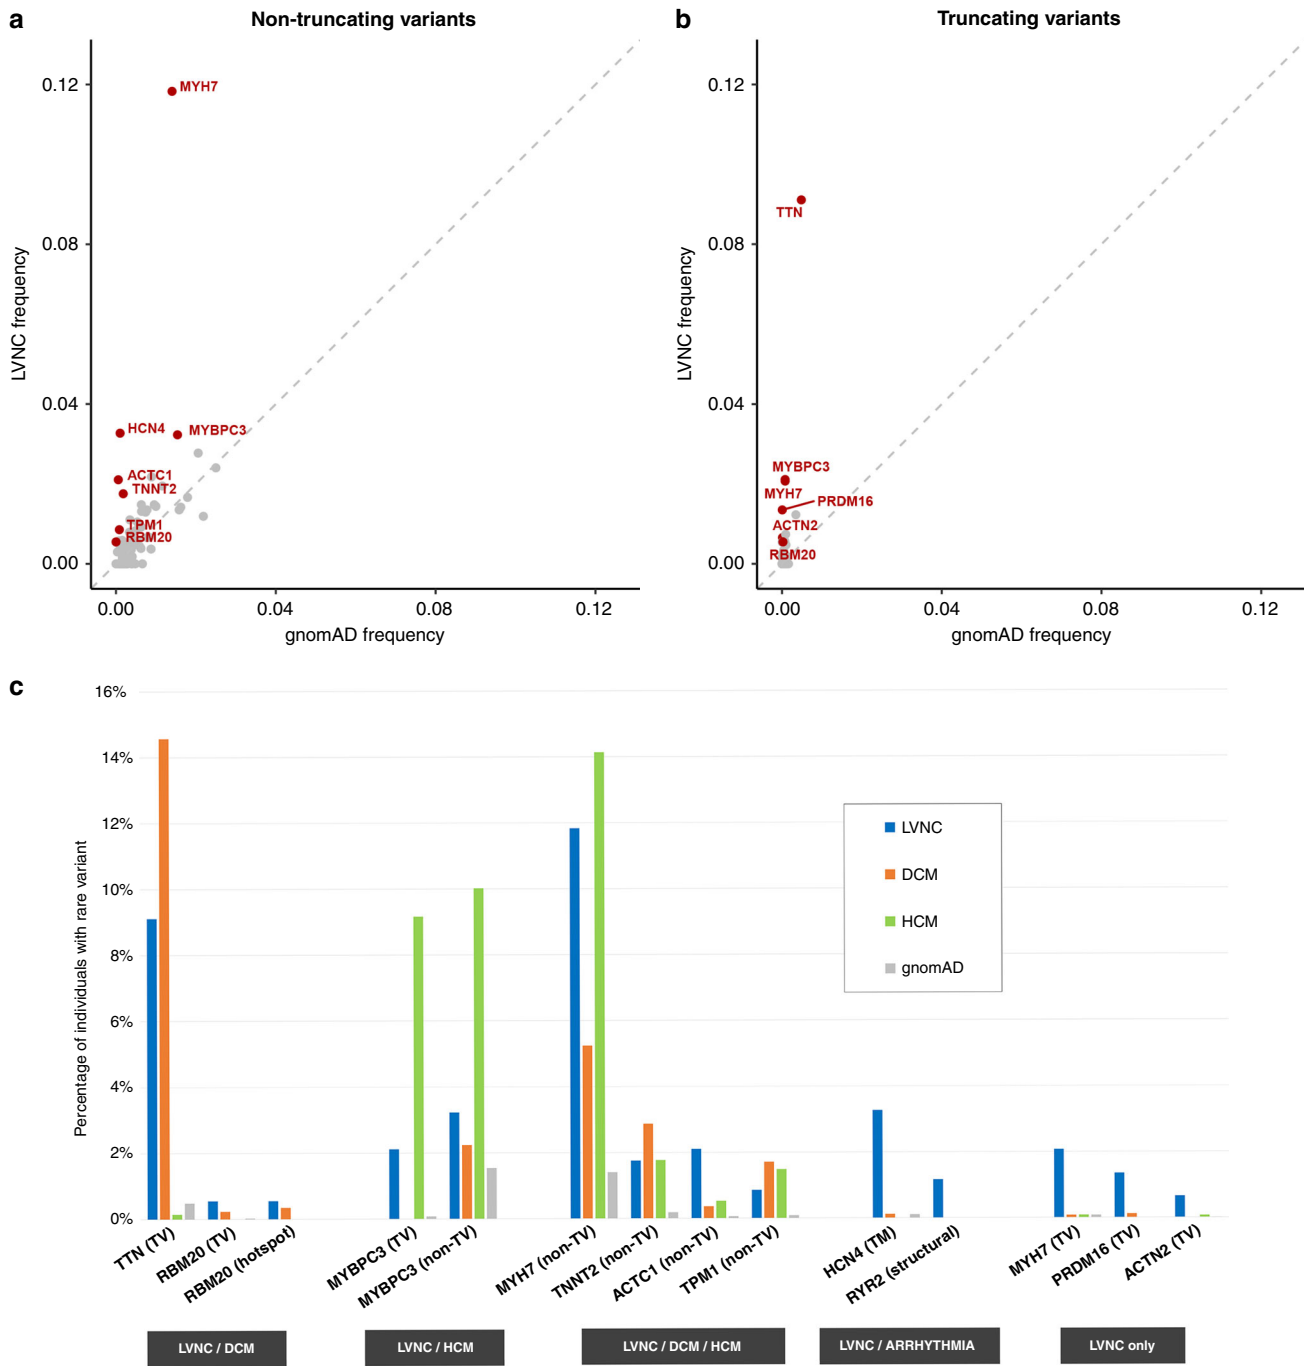 a
Non-truncating variants
0.12
0.08
0.04
0.00
LVNC frequency
MYH7
HCN4
MYBPC3
ACTC1
TNNT2
TPM1
RBM20
0.00 0.04 0.08 0.12
gnomAD frequency
b
Truncating variants
0.12
0.08
0.04
0.00
LVNC frequency
TTN
MYBPC3
MYH7
PRDM16
ACTN2
RBM20
0.00 0.04 0.08 0.12
gnomAD frequency
c
16%
14%
12%
10%
8%
6%
4%
2%
0%
Percentage of individuals with rare variant
LVNC
DCM
HCM
gnomAD
TTN (TV)
RBM20 (TV)
RBM20 (hotspot)
MYBPC3 (TV)
MYBPC3 (non-TV)
MYH7 (non-TV)
TNNT2 (non-TV)
ACTC1 (non-TV)
TPM1 (non-TV)
HCN4 (TM)
RYR2 (structural)
MYH7 (TV)
PRDM16 (TV)
ACTN2 (TV)
LVNC / DCM
LVNC / HCM
LVNC / DCM / HCM
LVNC / ARRHYTHMIA
LVNC only